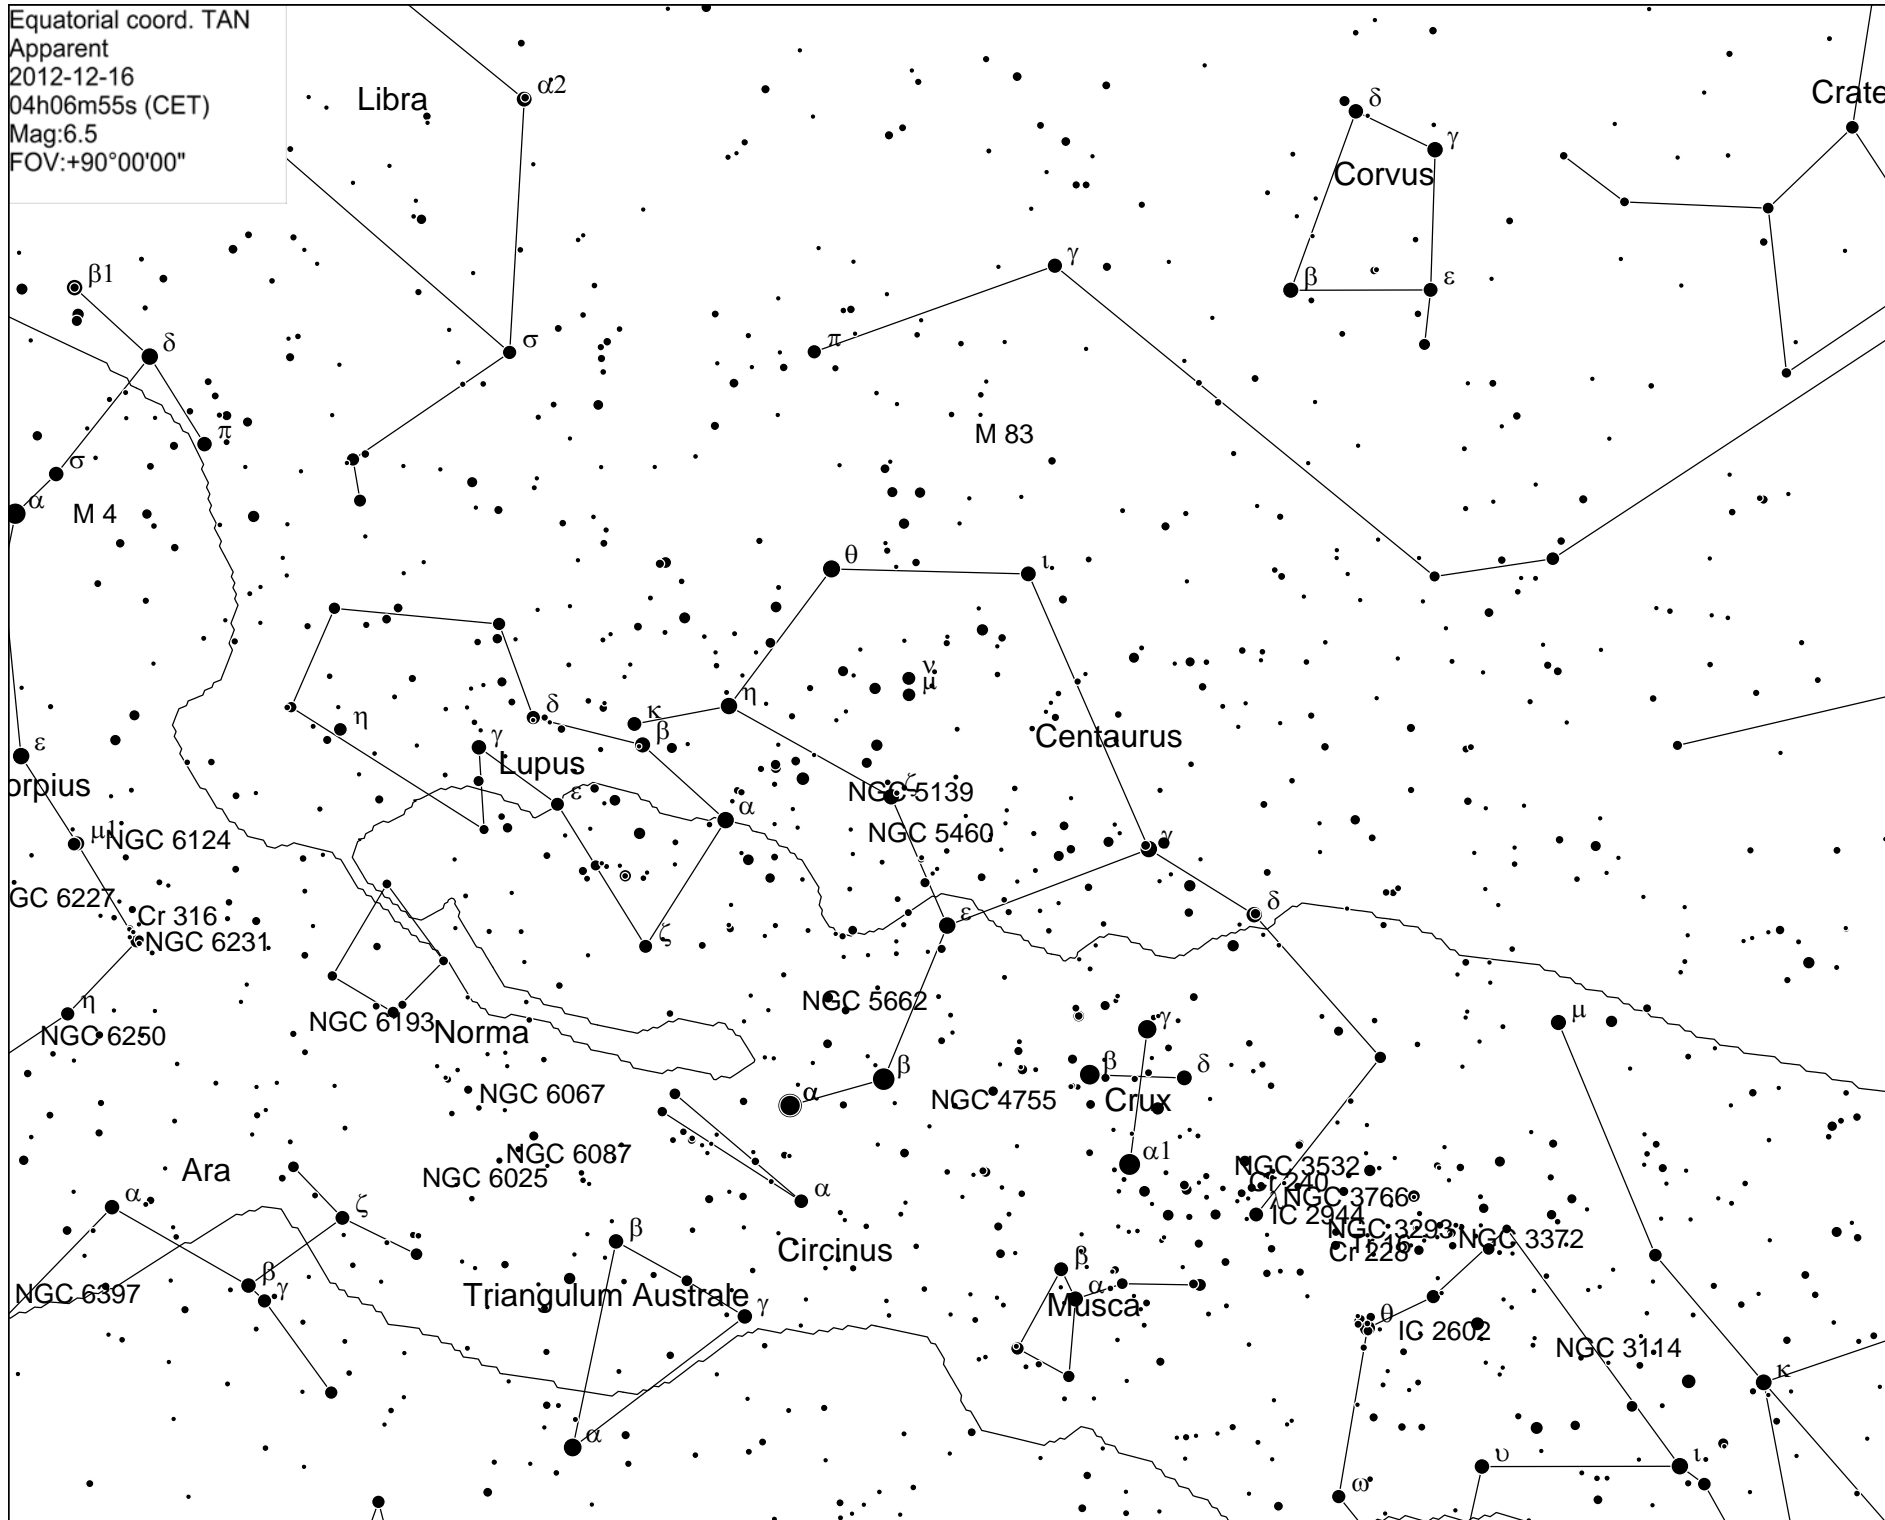 Equatorial coord. TAN
Apparent
2012-12-16
04h06m55s (CET)
Mag:6.5
FOV:+90°00'00"
α2
Libra
δ
Crate
γ
Corvus
γ
β1
β
ε
δ
σ
π
π
M 83
σ
α
M 4
θ
ι
ν
μ
η
κ
δ
η
β
γ
Centaurus
ε
Lupus
orpius
ζ
NGC 5139
ε
α
μ1
NGC 6124
NGC 5460
γ
GC 6227
Cr 316
δ
ε
NGC 6231
ζ
η
NGC 5662
μ
NGC 6193
γ
Norma
NGC 6250
β
β
δ
NGC 6067
α
NGC 4755
Crux
NGC 6087
α1
Ara
NGC 6025
NGC 3532
Cr 240
α
α
NGC 3766
λ
ζ
IC 2944
β
NGC 3293
NGC 3372
Circinus
Tr 16
Cr 228
β
β
γ
α
NGC 6397
Triangulum Australe
Musca
γ
θ
IC 2602
NGC 3114
κ
α
υ
ι
ω